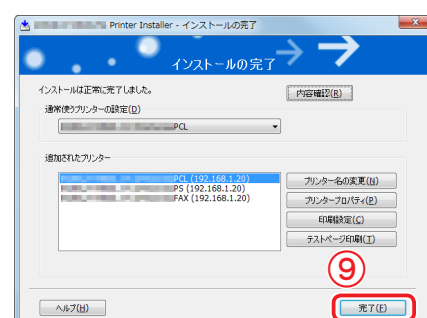 Printer Installer - インストールの完了
インストールの完了
インストールは正常に完了しました。
内容確認(R)
通常使うプリンターの設定(D)
PCL
追加されたプリンター
PCL (192.168.1.20)
PS (192.168.1.20)
FAX (192.168.1.20)
プリンター名の変更(N)
プリンタープロパティ(P)
印刷設定(C)
テストページ印刷(T)
⑨
ヘルプ(H)
完了(F)